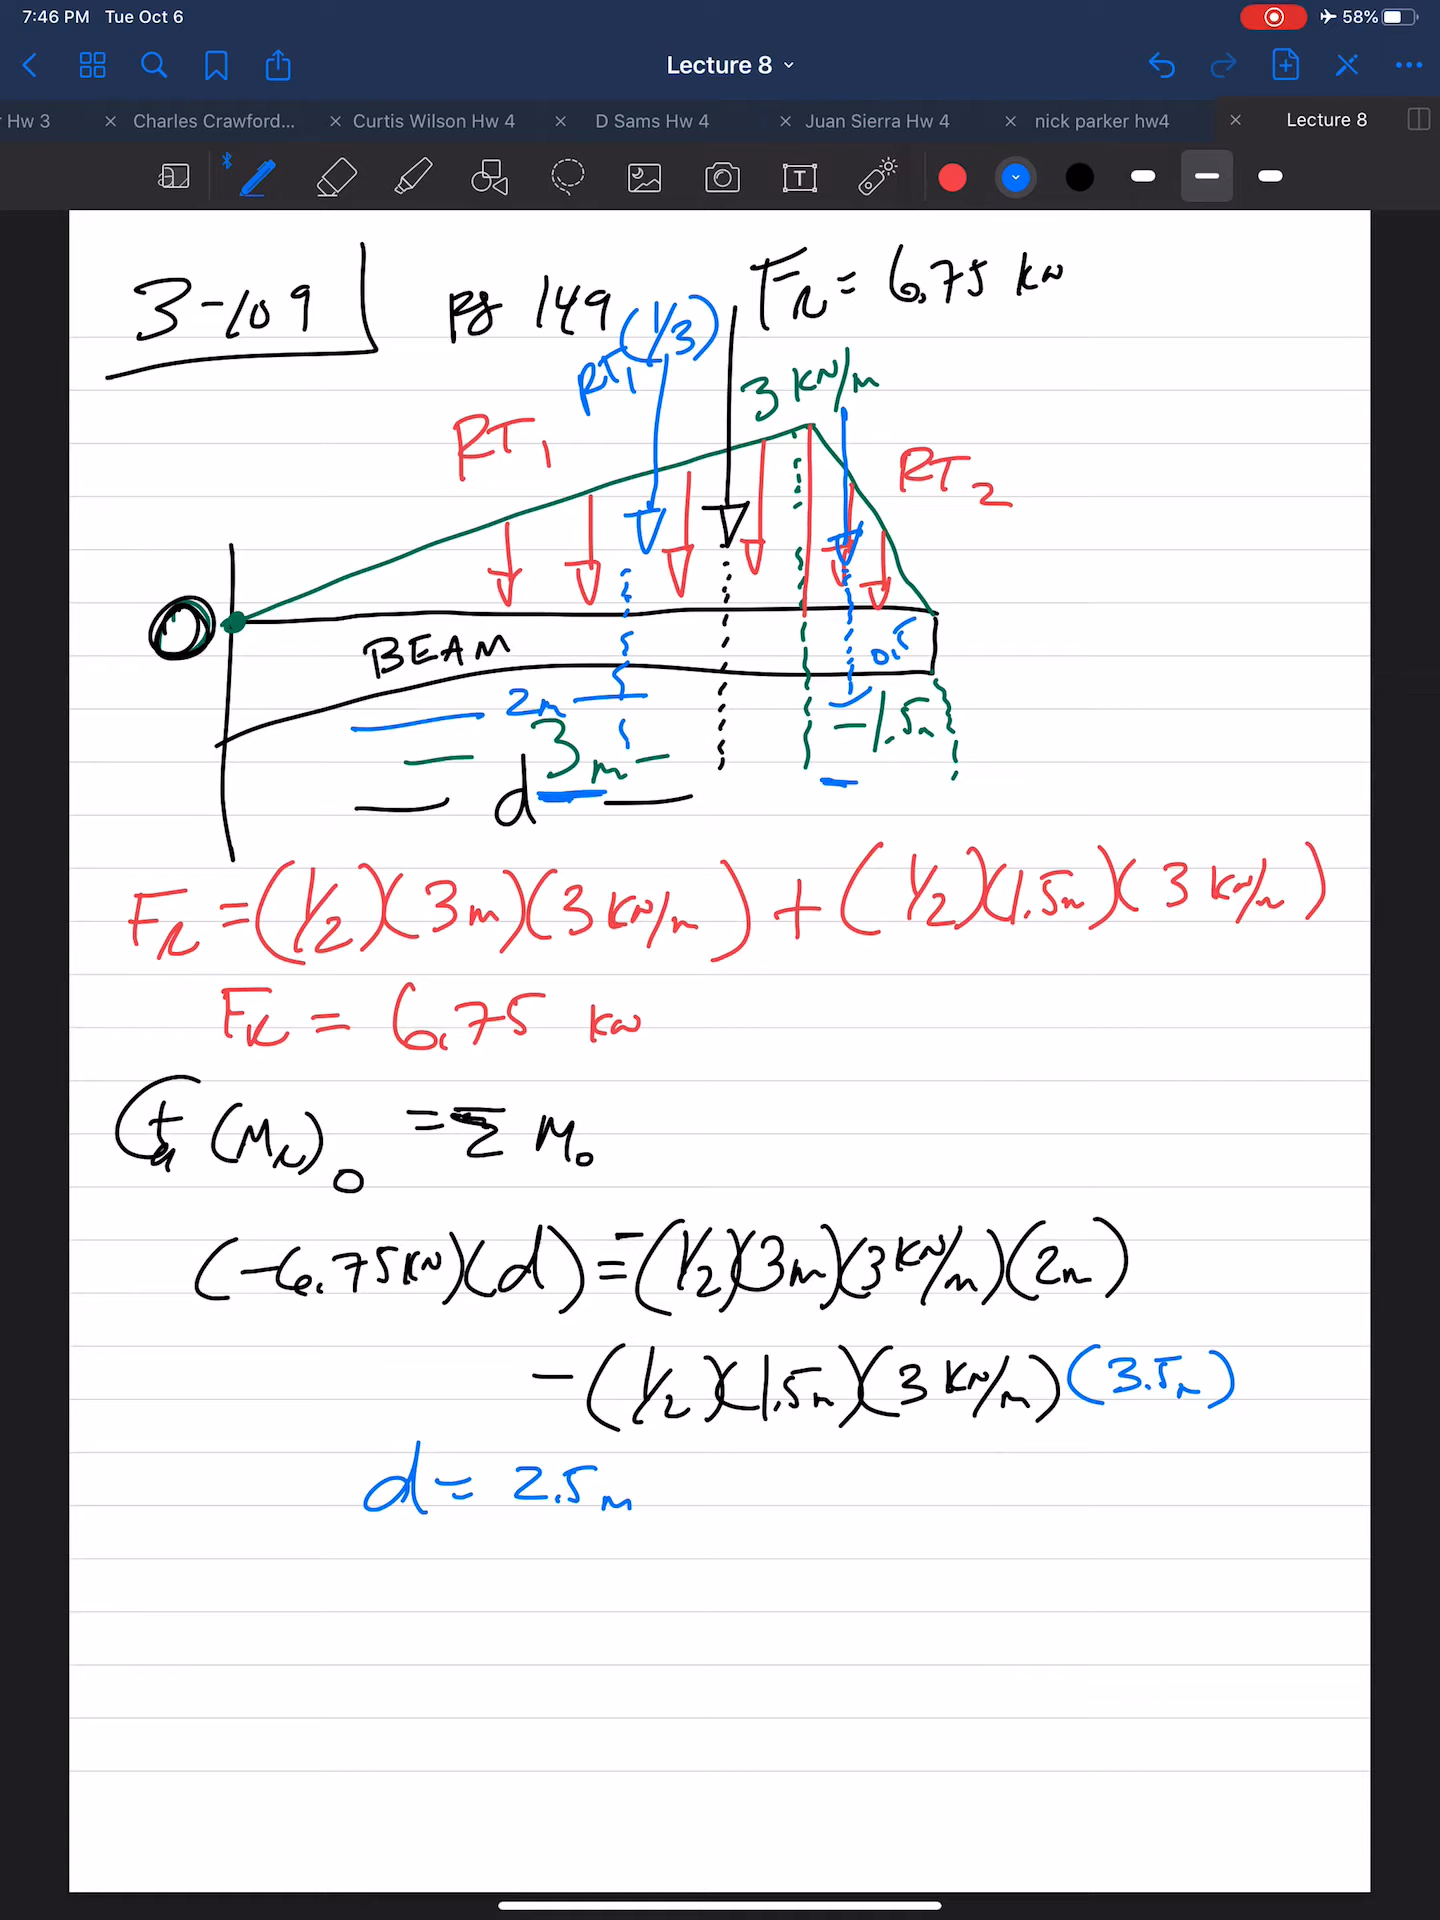 7:46 PM Tue Oct 6
58%
Lecture 8
Hw 3
Charles Crawford...
Curtis Wilson Hw 4
D Sams Hw 4
Juan Sierra Hw 4
nick parker hw4
Lecture 8
3-109 pg 149 FR = 6.75 kN
RT1 (1/3)
3 KN/m
RT1
RT2
O
BEAM
0.5
2m
1.5m
3m
d
FR = (1/2)(3m)(3 KN/m) + (1/2)(1.5m)(3 KN/m)
FR = 6.75 kN
+ (MR)O = Σ Mo
(-6.75KN)(d) = -(1/2)(3m)(3 KN/m)(2m)
- (1/2)(1.5m)(3 KN/m)(3.5m)
d = 2.5m